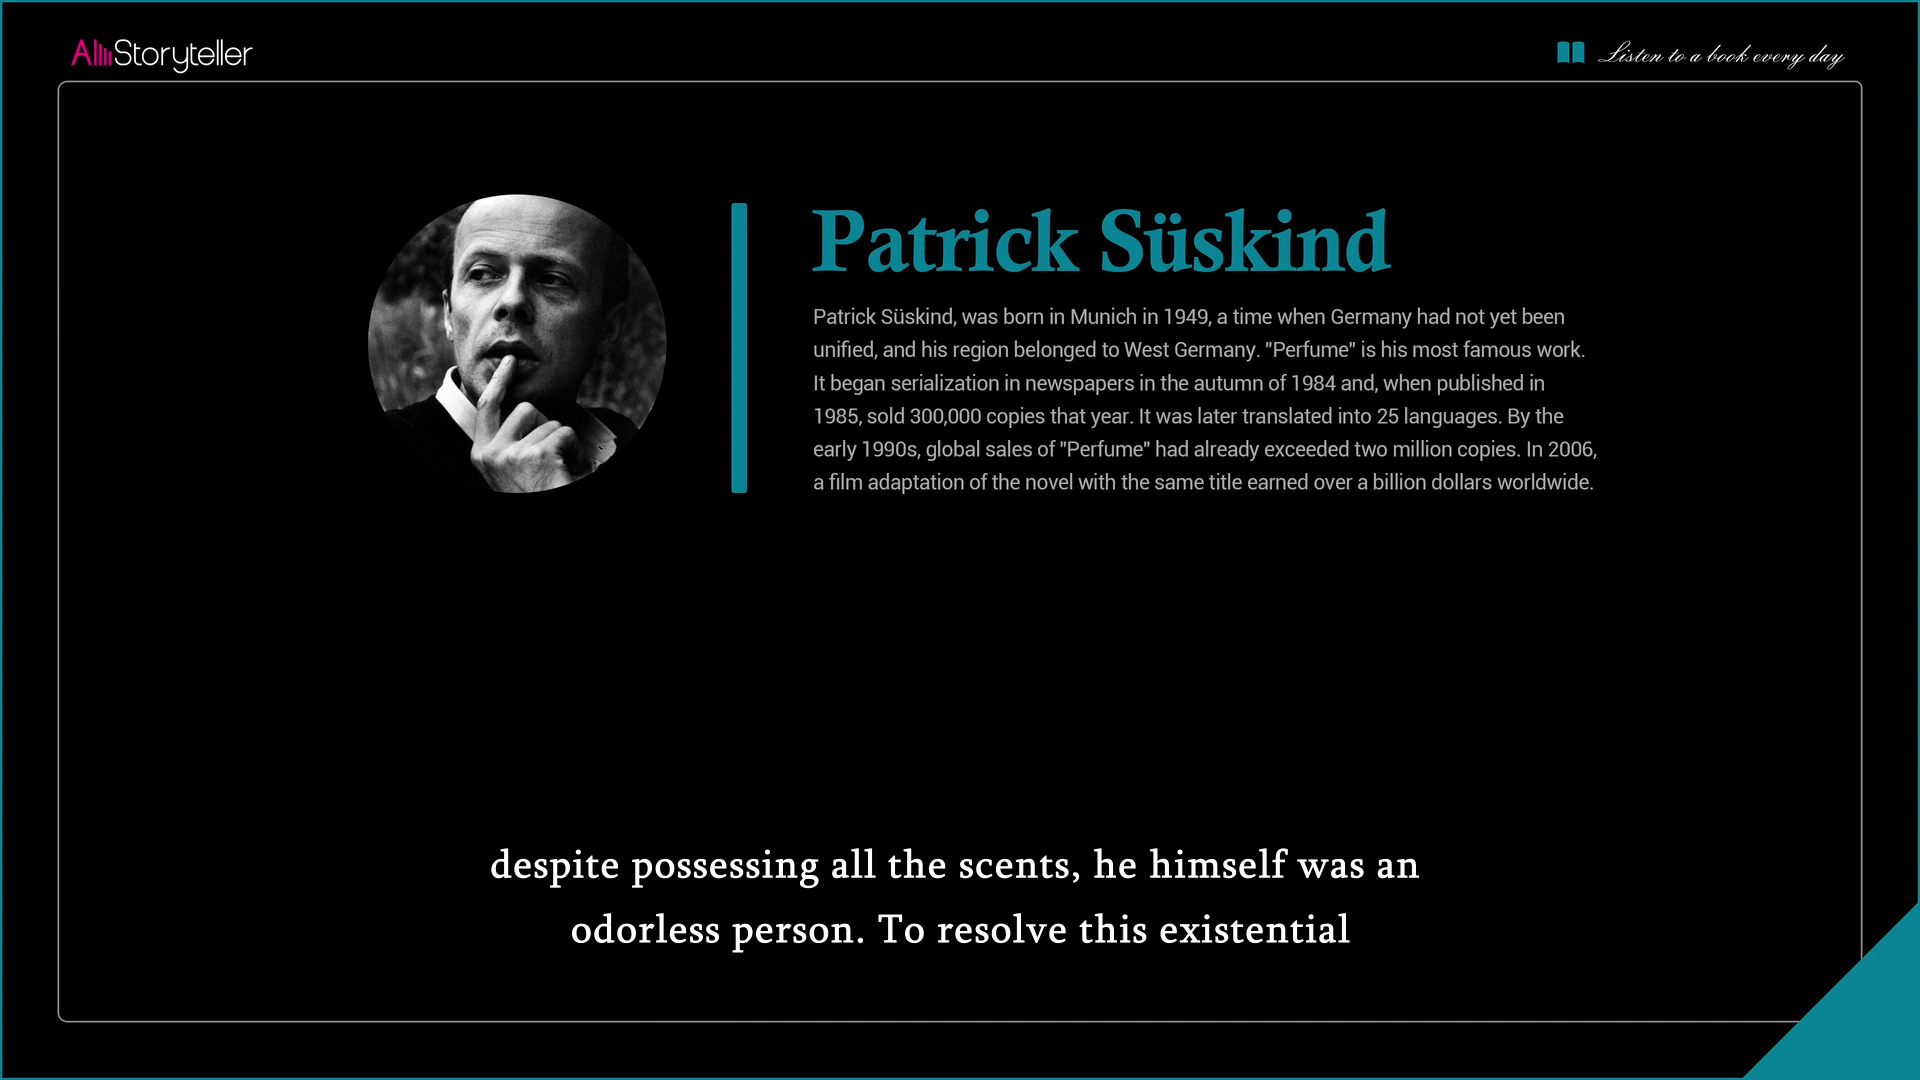 AllStoryteller
Listen to a book every day
Patrick Süskind
Patrick Süskind, was born in Munich in 1949, a time when Germany had not yet been
unified, and his region belonged to West Germany. "Perfume" is his most famous work.
It began serialization in newspapers in the autumn of 1984 and, when published in
1985, sold 300,000 copies that year. It was later translated into 25 languages. By the
early 1990s, global sales of "Perfume" had already exceeded two million copies. In 2006,
a film adaptation of the novel with the same title earned over a billion dollars worldwide.
despite possessing all the scents, he himself was an
odorless person. To resolve this existential